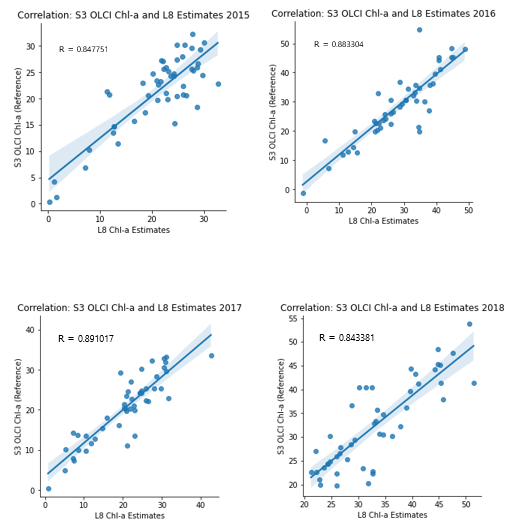 Correlation: S3 OLCI Chl-a and L8 Estimates 2015
R = 0.847751
S3 OLCI Chl-a (Reference)
30
25
20
15
10
5
0
0 10 20 30
L8 Chl-a Estimates
Correlation: S3 OLCI Chl-a and L8 Estimates 2016
R = 0.883304
S3 OLCI Chl-a (Reference)
50
40
30
20
10
0
0 10 20 30 40 50
L8 Chl-a Estimates
Correlation: S3 OLCI Chl-a and L8 Estimates 2017
R = 0.891017
S3 OLCI Chl-a (Reference)
40
30
20
10
0
0 10 20 30 40
L8 Chl-a Estimates
Correlation: S3 OLCI Chl-a and L8 Estimates 2018
R = 0.843381
S3 OLCI Chl-a (Reference)
55
50
45
40
35
30
25
20
20 25 30 35 40 45 50
L8 Chl-a Estimates